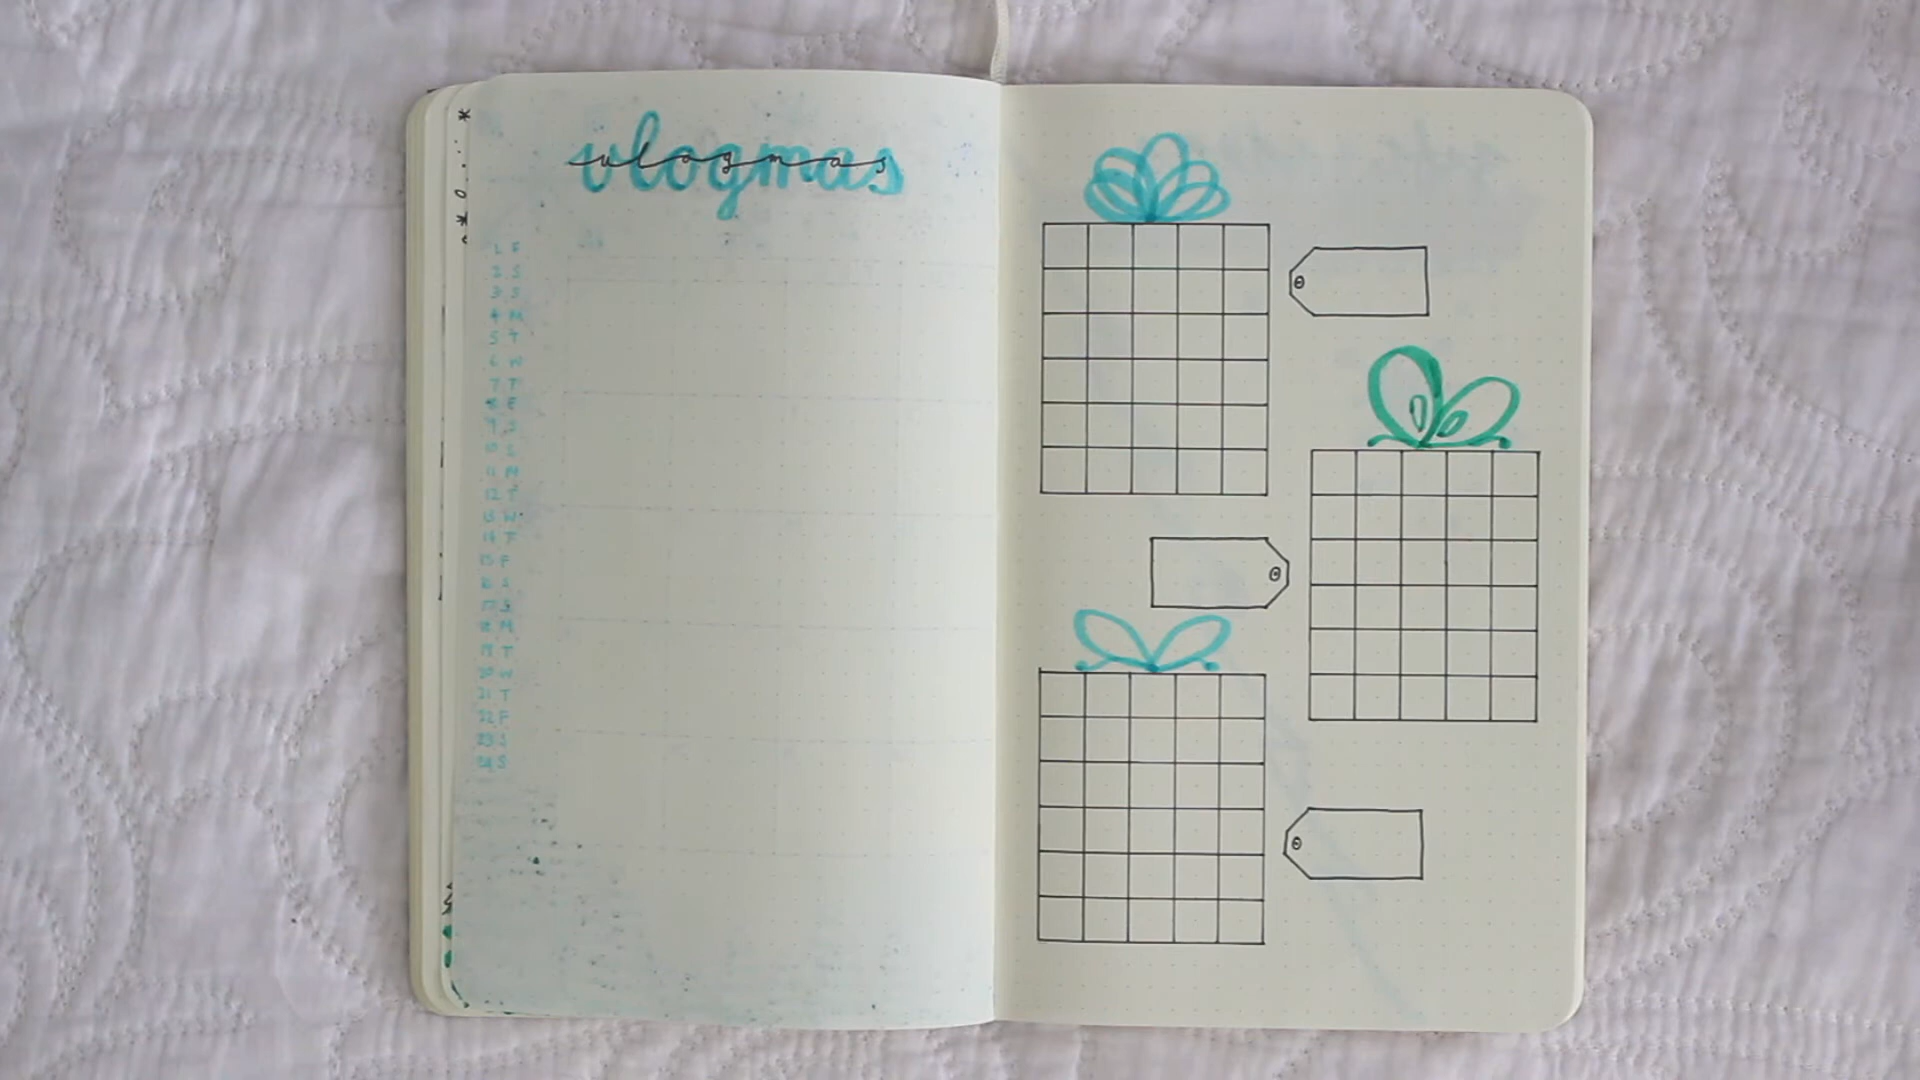 vlogmas
vlogmas
1 F
2 S
3 S
4 M
5 T
6 W
7 T
8 F
9 S
10 S
11 M
12 T
13 W
14 T
15 F
16 S
17 S
18 M
19 T
20 W
21 T
22 F
23 S
24 S